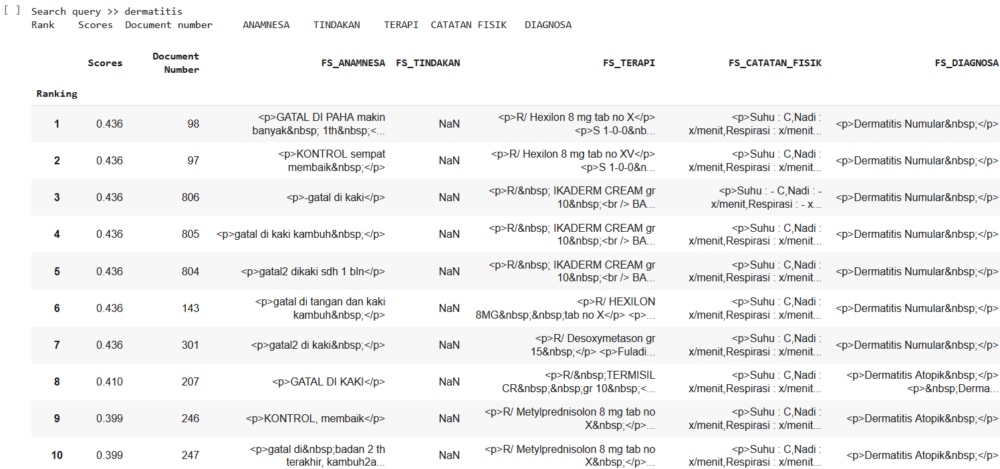 [ ] Search query >> dermatitis
Rank Scores Document number ANAMNESA TINDAKAN TERAPI CATATAN FISIK DIAGNOSA
Scores Document Number FS_ANAMNESA FS_TINDAKAN FS_TERAPI FS_CATATAN_FISIK FS_DIAGNOSA
Ranking
1 0.436 98 <p>GATAL DI PAHA makin banyak&nbsp; 1th&nbsp;<... NaN <p>R/ Hexilon 8 mg tab no X</p> <p>S 1-0-0&nb... <p>Suhu : C,Nadi : x/menit,Respirasi : x/menit... <p>Dermatitis Numular&nbsp;</p>
2 0.436 97 <p>KONTROL sempat membaik&nbsp;</p> NaN <p>R/ Hexilon 8 mg tab no XV</p> <p>S 1-0-0&n... <p>Suhu : C,Nadi : x/menit,Respirasi : x/menit... <p>Dermatitis Numular&nbsp;</p>
3 0.436 806 <p>-gatal di kaki</p> NaN <p>R/&nbsp; IKADERM CREAM gr 10&nbsp;<br /> BA... <p>Suhu : - C,Nadi : - x/menit,Respirasi : - x... <p>Dermatitis Numular&nbsp;</p>
4 0.436 805 <p>gatal di kaki kambuh&nbsp;</p> NaN <p>R/&nbsp; IKADERM CREAM gr 10&nbsp;<br /> BA... <p>Suhu : C,Nadi : x/menit,Respirasi : x/menit... <p>Dermatitis Numular&nbsp;</p>
5 0.436 804 <p>gatal2 dikaki sdh 1 bln</p> NaN <p>R/&nbsp; IKADERM CREAM gr 10&nbsp;<br /> BA... <p>Suhu : C,Nadi : x/menit,Respirasi : x/menit... <p>Dermatitis Numular&nbsp;</p>
6 0.436 143 <p>gatal di tangan dan kaki kambuh&nbsp;</p> NaN <p>R/ HEXILON 8MG&nbsp;&nbsp;tab no X</p> <p>... <p>Suhu : C,Nadi : x/menit,Respirasi : x/menit... <p>Dermatitis Numular&nbsp;</p>
7 0.436 301 <p>gatal2 di kaki&nbsp;</p> NaN <p>R/ Desoxymetason gr 15&nbsp;</p> <p>Fuladi... <p>Suhu : C,Nadi : x/menit,Respirasi : x/menit... <p>Dermatitis Numular&nbsp;</p>
8 0.410 207 <p>GATAL DI KAKI</p> NaN <p>R/&nbsp;TERMISIL CR&nbsp;&nbsp;gr 10&nbsp;<... <p>Suhu : C,Nadi : x/menit,Respirasi : x/menit... <p>Dermatitis Atopik&nbsp;</p> <p>&nbsp;Derma...
9 0.399 246 <p>KONTROL, membaik</p> NaN <p>R/ Metylprednisolon 8 mg tab no X&nbsp;</p>... <p>Suhu : C,Nadi : x/menit,Respirasi : x/menit... <p>Dermatitis Atopik&nbsp;</p>
10 0.399 247 <p>gatal di&nbsp;badan 2 th terakhir, kambuh2a... NaN <p>R/ Metylprednisolon 8 mg tab no X&nbsp;</p>... <p>Suhu : C,Nadi : x/menit,Respirasi : x/menit... <p>Dermatitis Atopik&nbsp;</p>